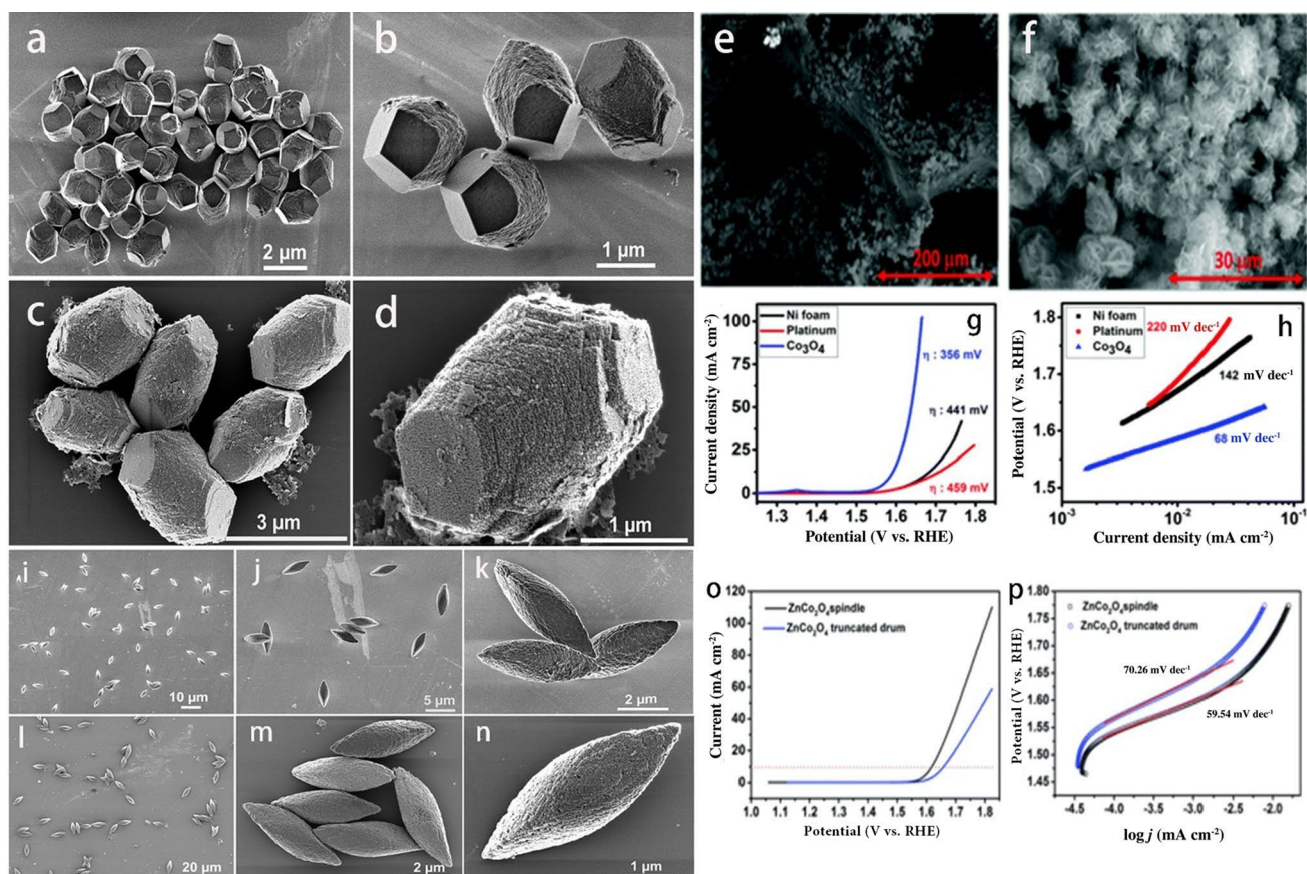 a
2 µm
b
1 µm
c
3 µm
d
1 µm
e
200 µm
f
30 µm
g
Ni foam
Platinum
Co3O4
η : 356 mV
η : 441 mV
η : 459 mV
100
75
50
25
0
1.3 1.4 1.5 1.6 1.7 1.8
Current density (mA cm-2)
Potential (V vs. RHE)
h
Ni foam
Platinum
Co3O4
220 mV dec-1
142 mV dec-1
68 mV dec-1
1.8
1.7
1.6
1.5
10-3 10-2 10-1
Potential (V vs. RHE)
Current density (mA cm-2)
i
10 µm
j
5 µm
k
2 µm
l
20 µm
m
2 µm
n
1 µm
o
ZnCo2O4spindle
ZnCo2O4 truncated drum
120
100
80
60
40
20
10
0
1.0 1.1 1.2 1.3 1.4 1.5 1.6 1.7 1.8
Current (mA cm-2)
Potential (V vs. RHE)
p
ZnCo2O4spindle
ZnCo2O4 truncated drum
70.26 mV dec-1
59.54 mV dec-1
1.80
1.75
1.70
1.65
1.60
1.55
1.50
1.45
-4.5 -4.0 -3.5 -3.0 -2.5 -2.0
Potential (V vs. RHE)
log j (mA cm-2)